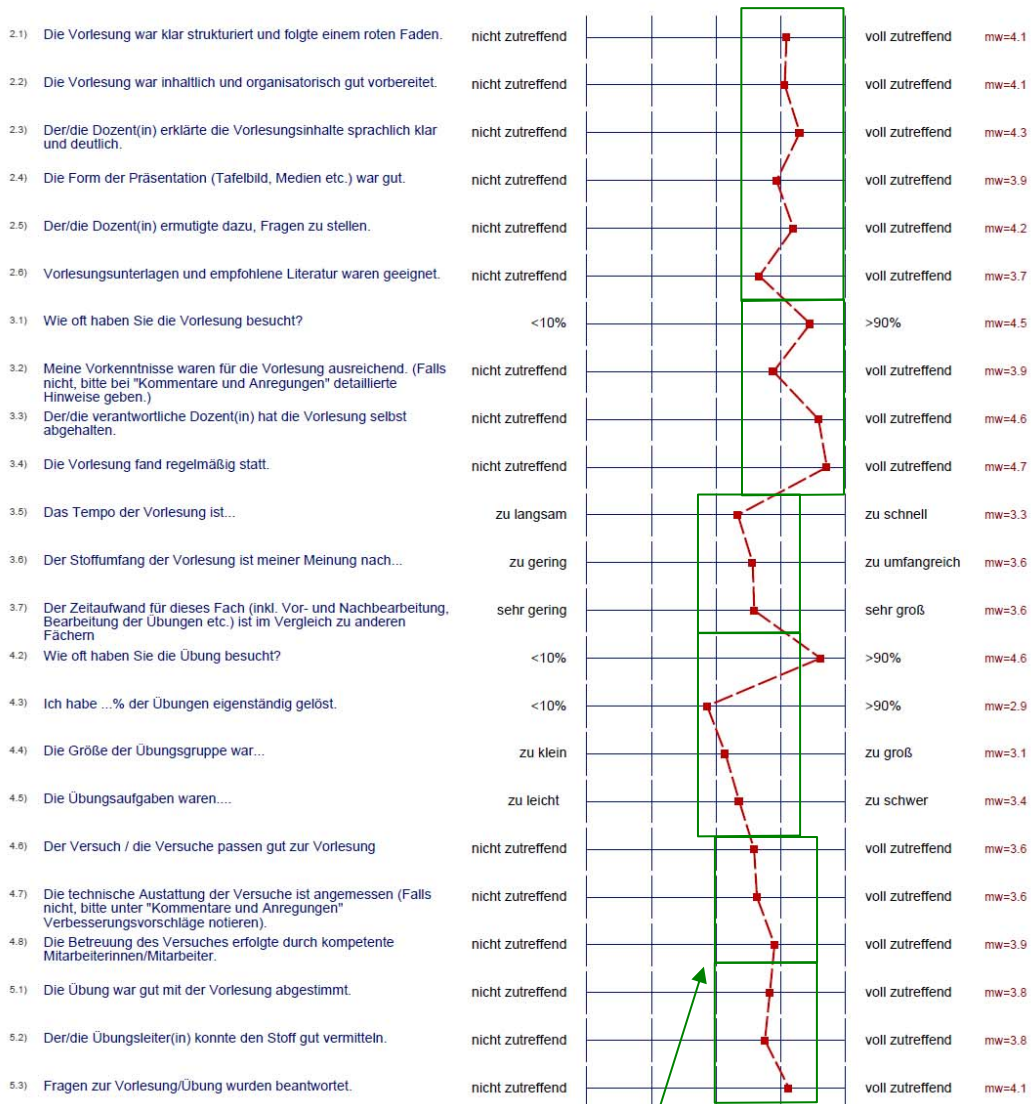 2.1) Die Vorlesung war klar strukturiert und folgte einem roten Faden. nicht zutreffend voll zutreffend mw=4.1
2.2) Die Vorlesung war inhaltlich und organisatorisch gut vorbereitet. nicht zutreffend voll zutreffend mw=4.1
2.3) Der/die Dozent(in) erklärte die Vorlesungsinhalte sprachlich klar nicht zutreffend voll zutreffend mw=4.3
und deutlich.
2.4) Die Form der Präsentation (Tafelbild, Medien etc.) war gut. nicht zutreffend voll zutreffend mw=3.9
2.5) Der/die Dozent(in) ermutigte dazu, Fragen zu stellen. nicht zutreffend voll zutreffend mw=4.2
2.6) Vorlesungsunterlagen und empfohlene Literatur waren geeignet. nicht zutreffend voll zutreffend mw=3.7
3.1) Wie oft haben Sie die Vorlesung besucht? <10% >90% mw=4.5
3.2) Meine Vorkenntnisse waren für die Vorlesung ausreichend. (Falls nicht zutreffend voll zutreffend mw=3.9
nicht, bitte bei "Kommentare und Anregungen" detaillierte
Hinweise geben.)
3.3) Der/die verantwortliche Dozent(in) hat die Vorlesung selbst nicht zutreffend voll zutreffend mw=4.6
abgehalten.
3.4) Die Vorlesung fand regelmäßig statt. nicht zutreffend voll zutreffend mw=4.7
3.5) Das Tempo der Vorlesung ist... zu langsam zu schnell mw=3.3
3.6) Der Stoffumfang der Vorlesung ist meiner Meinung nach... zu gering zu umfangreich mw=3.6
3.7) Der Zeitaufwand für dieses Fach (inkl. Vor- und Nachbearbeitung, sehr gering sehr groß mw=3.6
Bearbeitung der Übungen etc.) ist im Vergleich zu anderen
Fächern
4.2) Wie oft haben Sie die Übung besucht? <10% >90% mw=4.6
4.3) Ich habe ...% der Übungen eigenständig gelöst. <10% >90% mw=2.9
4.4) Die Größe der Übungsgruppe war... zu klein zu groß mw=3.1
4.5) Die Übungsaufgaben waren.... zu leicht zu schwer mw=3.4
4.6) Der Versuch / die Versuche passen gut zur Vorlesung nicht zutreffend voll zutreffend mw=3.6
4.7) Die technische Austattung der Versuche ist angemessen (Falls nicht zutreffend voll zutreffend mw=3.6
nicht, bitte unter "Kommentare und Anregungen"
Verbesserungsvorschläge notieren).
4.8) Die Betreuung des Versuches erfolgte durch kompetente nicht zutreffend voll zutreffend mw=3.9
Mitarbeiterinnen/Mitarbeiter.
5.1) Die Übung war gut mit der Vorlesung abgestimmt. nicht zutreffend voll zutreffend mw=3.8
5.2) Der/die Übungsleiter(in) konnte den Stoff gut vermitteln. nicht zutreffend voll zutreffend mw=3.8
5.3) Fragen zur Vorlesung/Übung wurden beantwortet. nicht zutreffend voll zutreffend mw=4.1